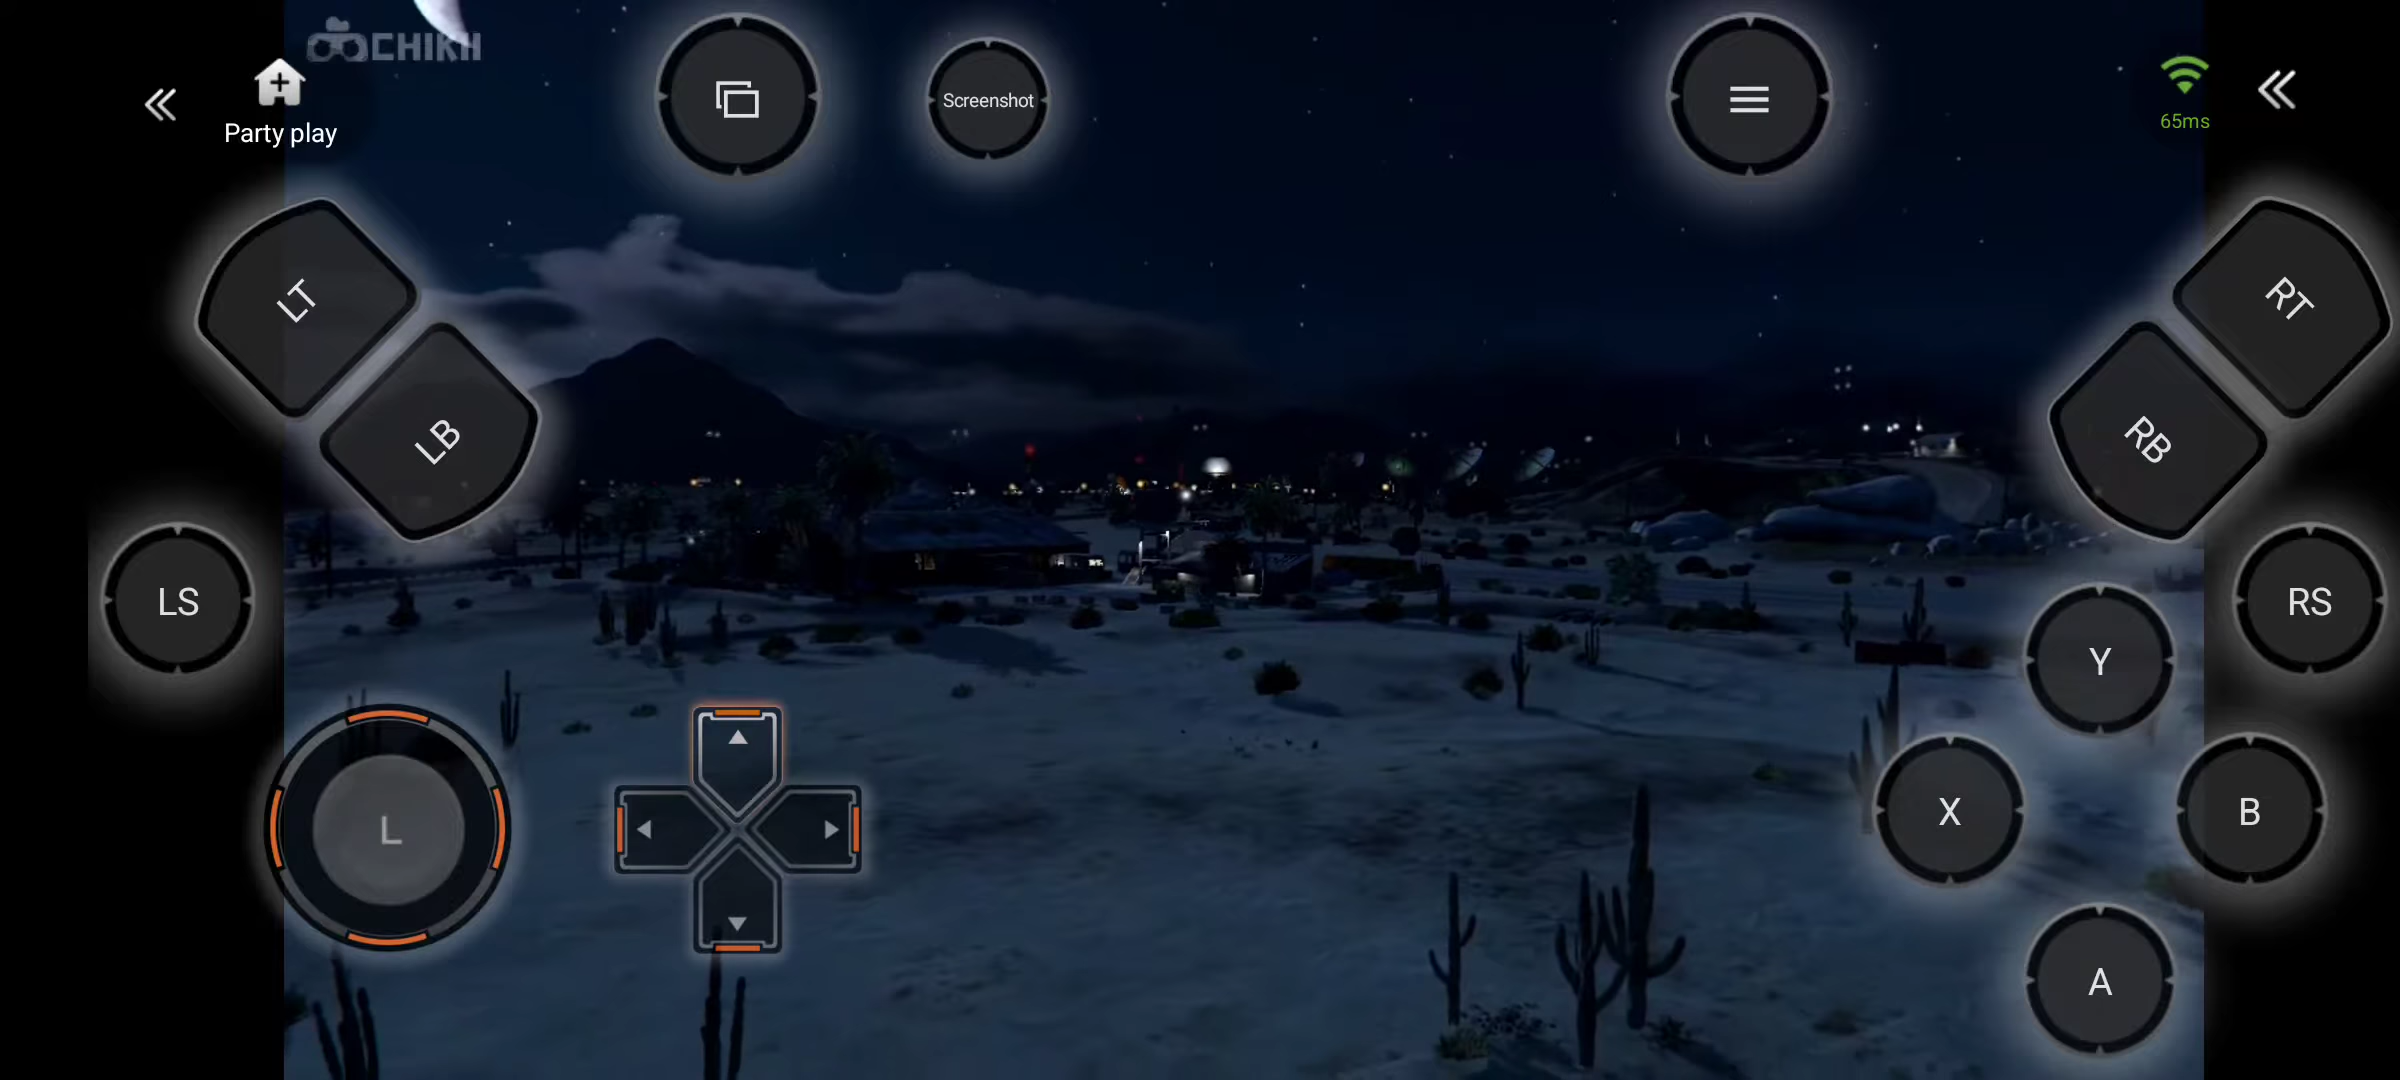 CHIKII
Party play
Screenshot
65ms
LT
RT
LB
RB
LS
RS
Y
L
X
B
A